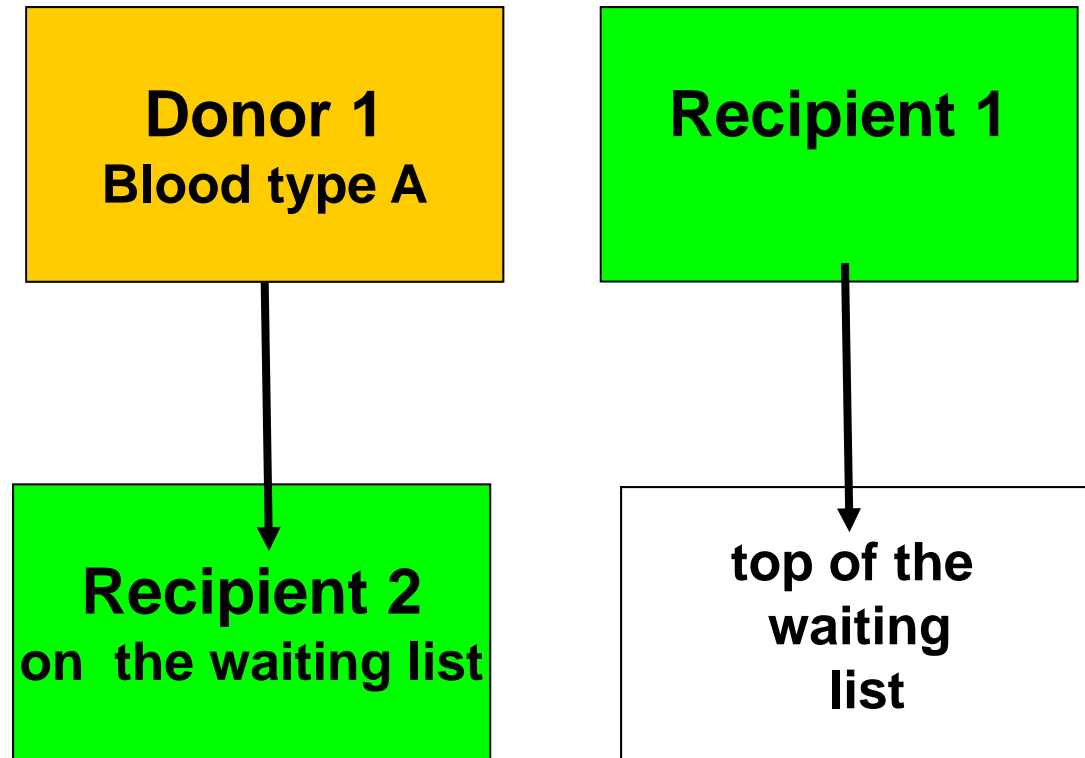 Donor 1
Blood type A
Recipient 1
Recipient 2
on the waiting list
top of the
waiting
list